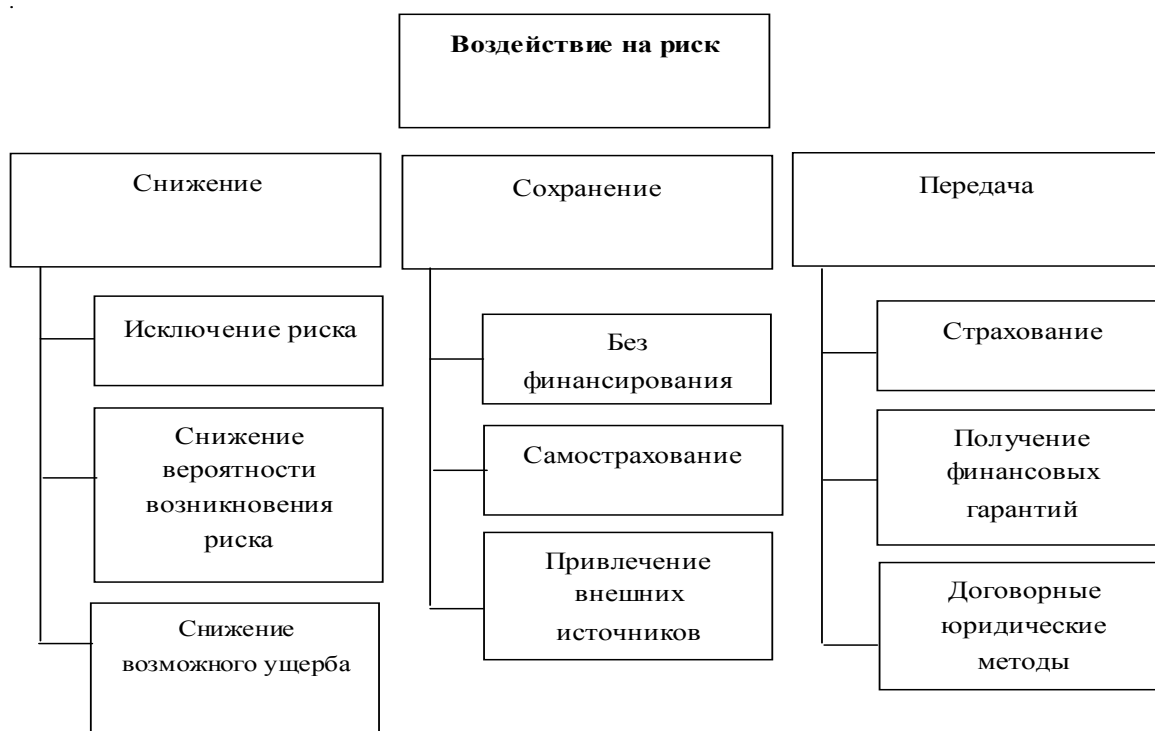 .
Воздействие на риск
Снижение
Исключение риска
Снижение
вероятности
возникновения
риска
Снижение
возможного ущерба
Сохранение
Без
финансирования
Самострахование
Привлечение
внешних
источников
Передача
Страхование
Получение
финансовых
гарантий
Договорные
юридические
методы